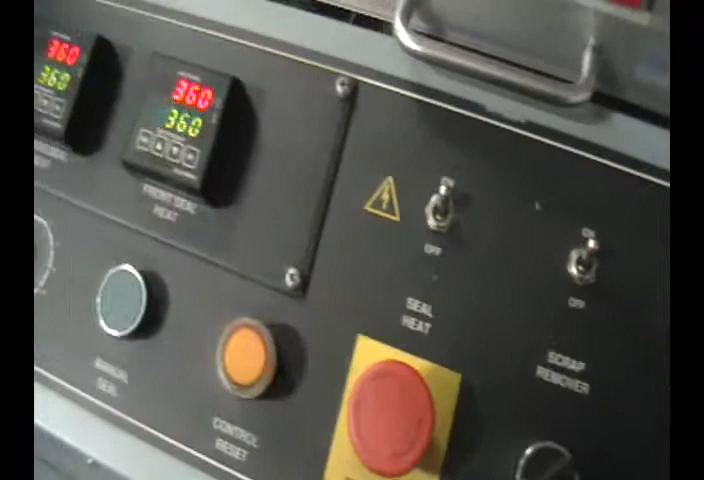 360
360
360
360
FRONT SEAL
HEAT
ON
OFF
SEAL
HEAT
ON
OFF
SCRAP
REMOVER
MANUAL
SEAL
CONTROL
RESET